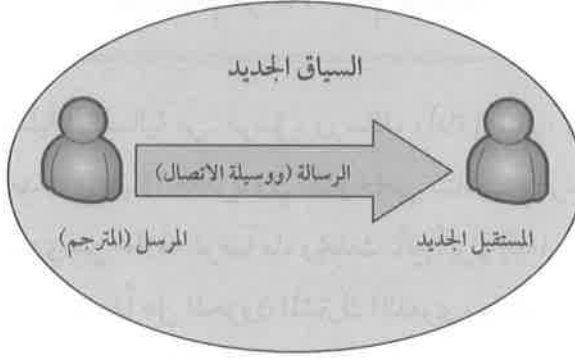 السياق الجديد
الرسالة (ووسيلة الاتصال)
المستقبل الجديد
المرسل (المترجم)